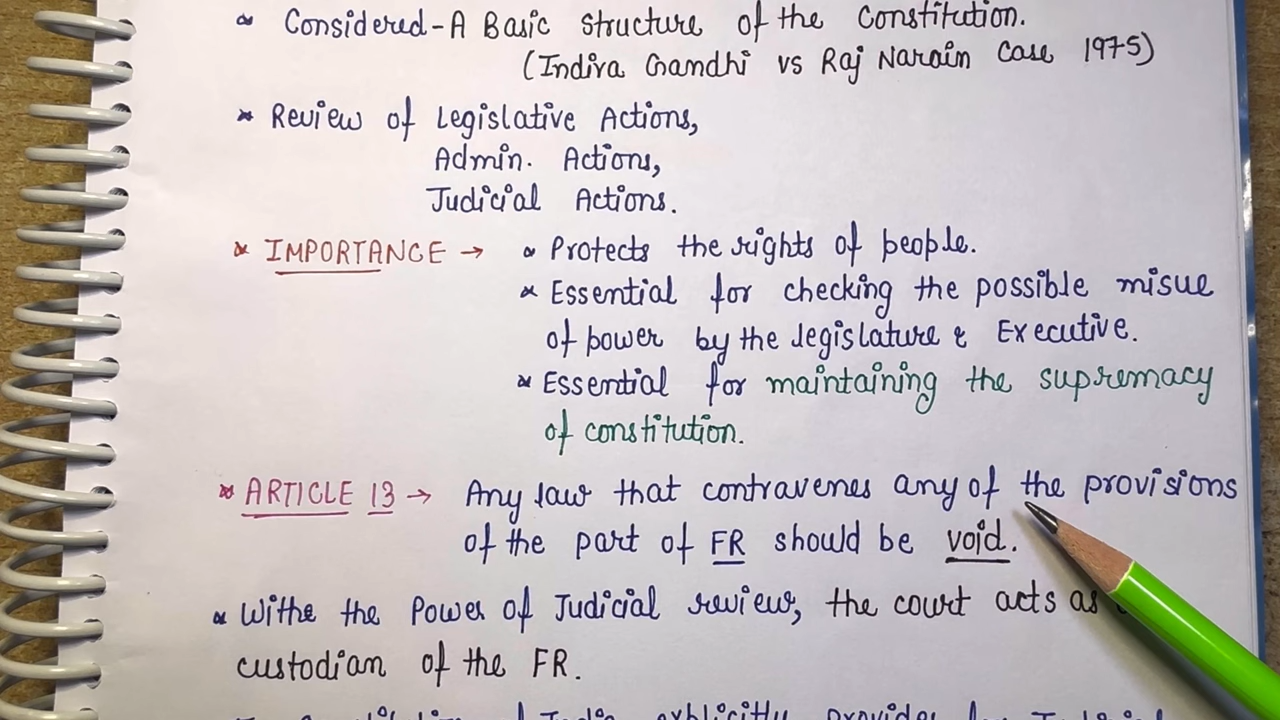 * Considered - A Basic Structure of the Constitution.
(Indira Gandhi vs Raj Narain Case 1975)
* Review of Legislative Actions,
Admin. Actions,
Judicial Actions.
* IMPORTANCE → * Protects the rights of people.
* Essential for checking the possible misue
of power by the legislature & Executive.
* Essential for maintaining the supremacy
of constitution.
* ARTICLE 13 → Any law that contravenes any of the provisions
of the part of FR should be void.
* Withe the Power of Judicial review, the court acts as
custodian of the FR.
explicitly provides for